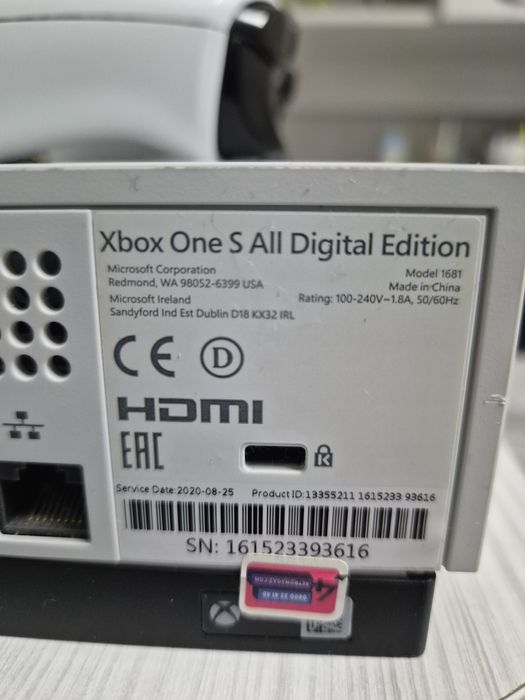 Xbox One S All Digital Edition
Microsoft Corporation
Redmond, WA 98052-6399 USA
Microsoft Ireland
Sandyford Ind Est Dublin D18 KX32 IRL
Model 1681
Made in China
Rating: 100-240V~1.8A, 50/60Hz
CE D
HDMI
EAC
K
Service Date:2020-08-25 Product ID:13355211 1615233 93616
SN: 161523393616